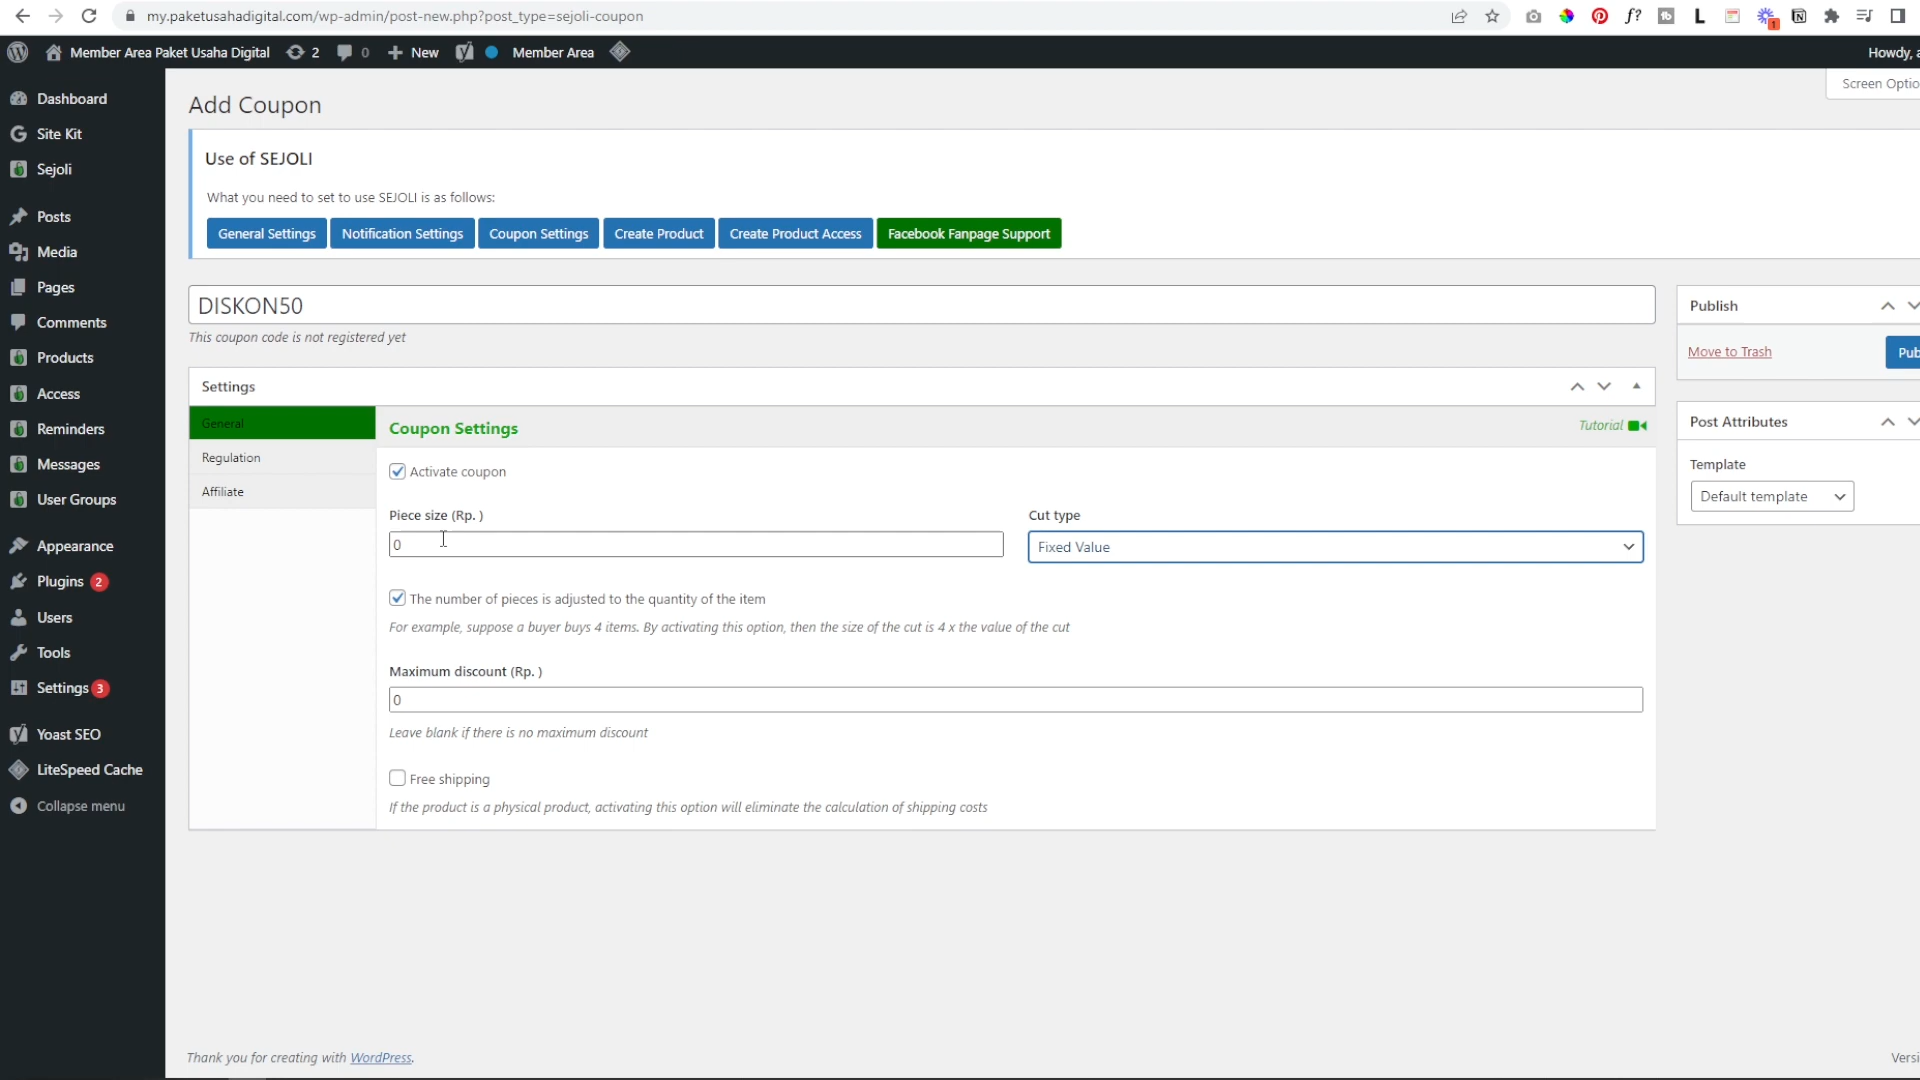 my.paketusahadigital.com/wp-admin/post-new.php?post_type=sejoli-coupon
Member Area Paket Usaha Digital 2 0 New Member Area Howdy, a
Screen Optio
Dashboard
Site Kit
Sejoli
Posts
Media
Pages
Comments
Products
Access
Reminders
Messages
User Groups
Appearance
Plugins 2
Users
Tools
Settings 3
Yoast SEO
LiteSpeed Cache
Collapse menu
Add Coupon
Use of SEJOLI
What you need to set to use SEJOLI is as follows:
General Settings Notification Settings Coupon Settings Create Product Create Product Access Facebook Fanpage Support
DISKON50
This coupon code is not registered yet
Settings
General
Regulation
Affiliate
Coupon Settings Tutorial
Activate coupon
Piece size (Rp. ) Cut type
0 Fixed Value
The number of pieces is adjusted to the quantity of the item
For example, suppose a buyer buys 4 items. By activating this option, then the size of the cut is 4 x the value of the cut
Maximum discount (Rp. )
0
Leave blank if there is no maximum discount
Free shipping
If the product is a physical product, activating this option will eliminate the calculation of shipping costs
Publish
Move to Trash Pub
Post Attributes
Template
Default template
Thank you for creating with WordPress. Versi